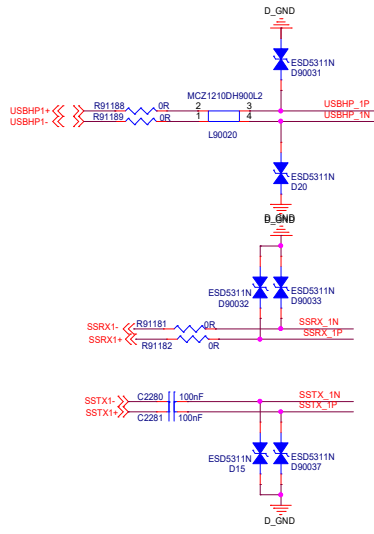 D_GND
ESD5311N
D90031
MCZ1210DH900L2
USBHP1+ R91188 0R 2 3 USBHP_1P
USBHP1- R91189 0R 1 4 USBHP_1N
L90020
ESD5311N
D20
D_GND
D_GND
ESD5311N
D90032
ESD5311N
D90033
SSRX1- R91181 0R SSRX_1N
SSRX1+ R91182 0R SSRX_1P
SSTX1- C2280 100nF SSTX_1N
SSTX1+ C2281 100nF SSTX_1P
ESD5311N
D15
ESD5311N
D90037
D_GND